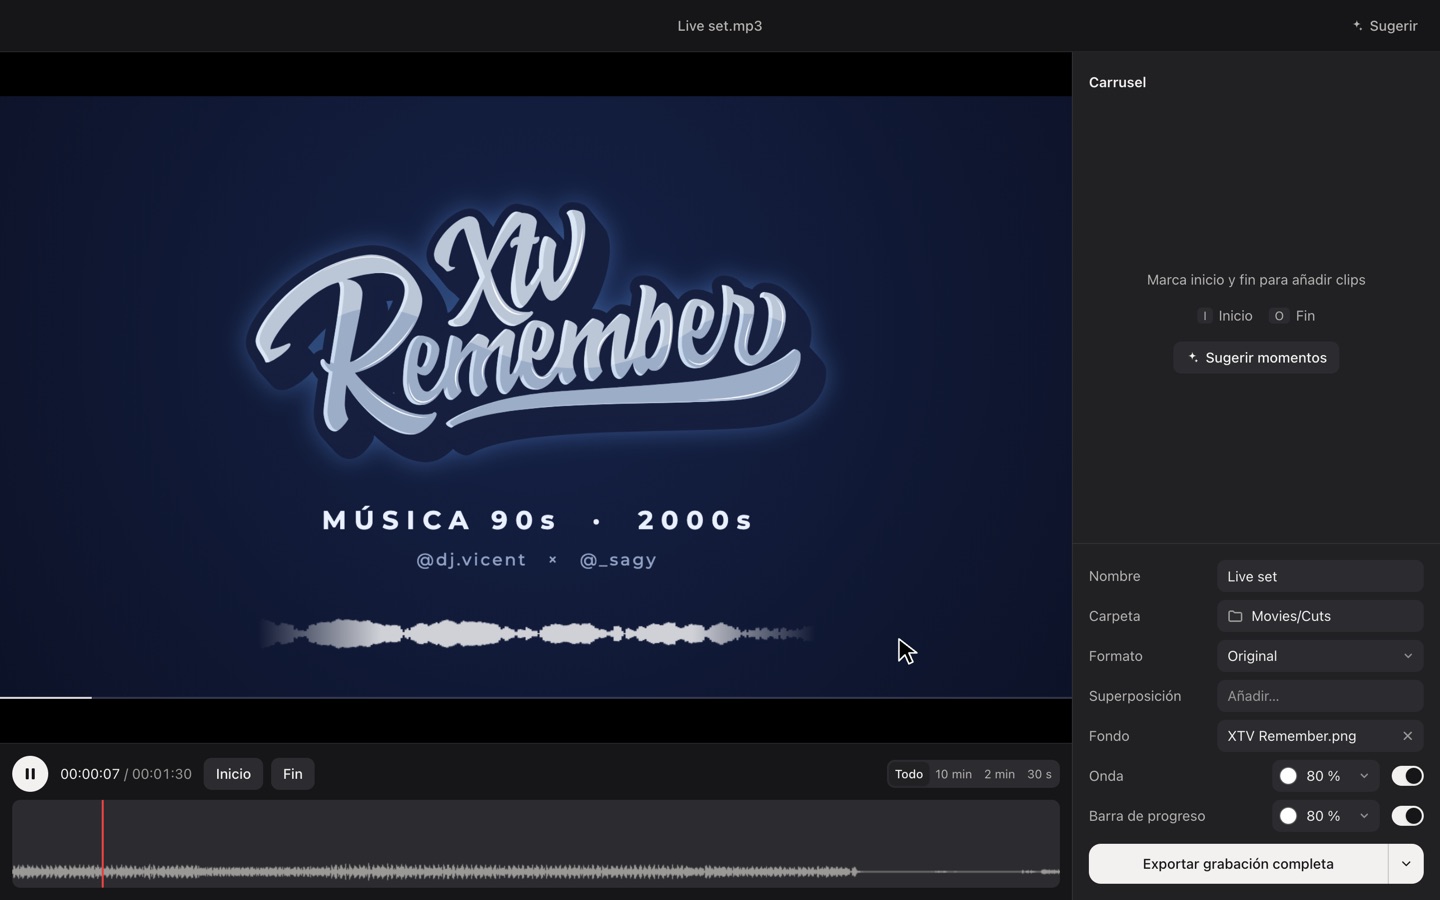 Live set.mp3
Sugerir
Xtv
Remember
MÚSICA 90s · 2000s
@dj.vicent × @_sagy
00:00:07 / 00:01:30
Inicio
Fin
Todo 10 min 2 min 30 s
Carrusel
Marca inicio y fin para añadir clips
I Inicio O Fin
Sugerir momentos
Nombre Live set
Carpeta Movies/Cuts
Formato Original
Superposición Añadir...
Fondo XTV Remember.png
Onda 80 %
Barra de progreso 80 %
Exportar grabación completa